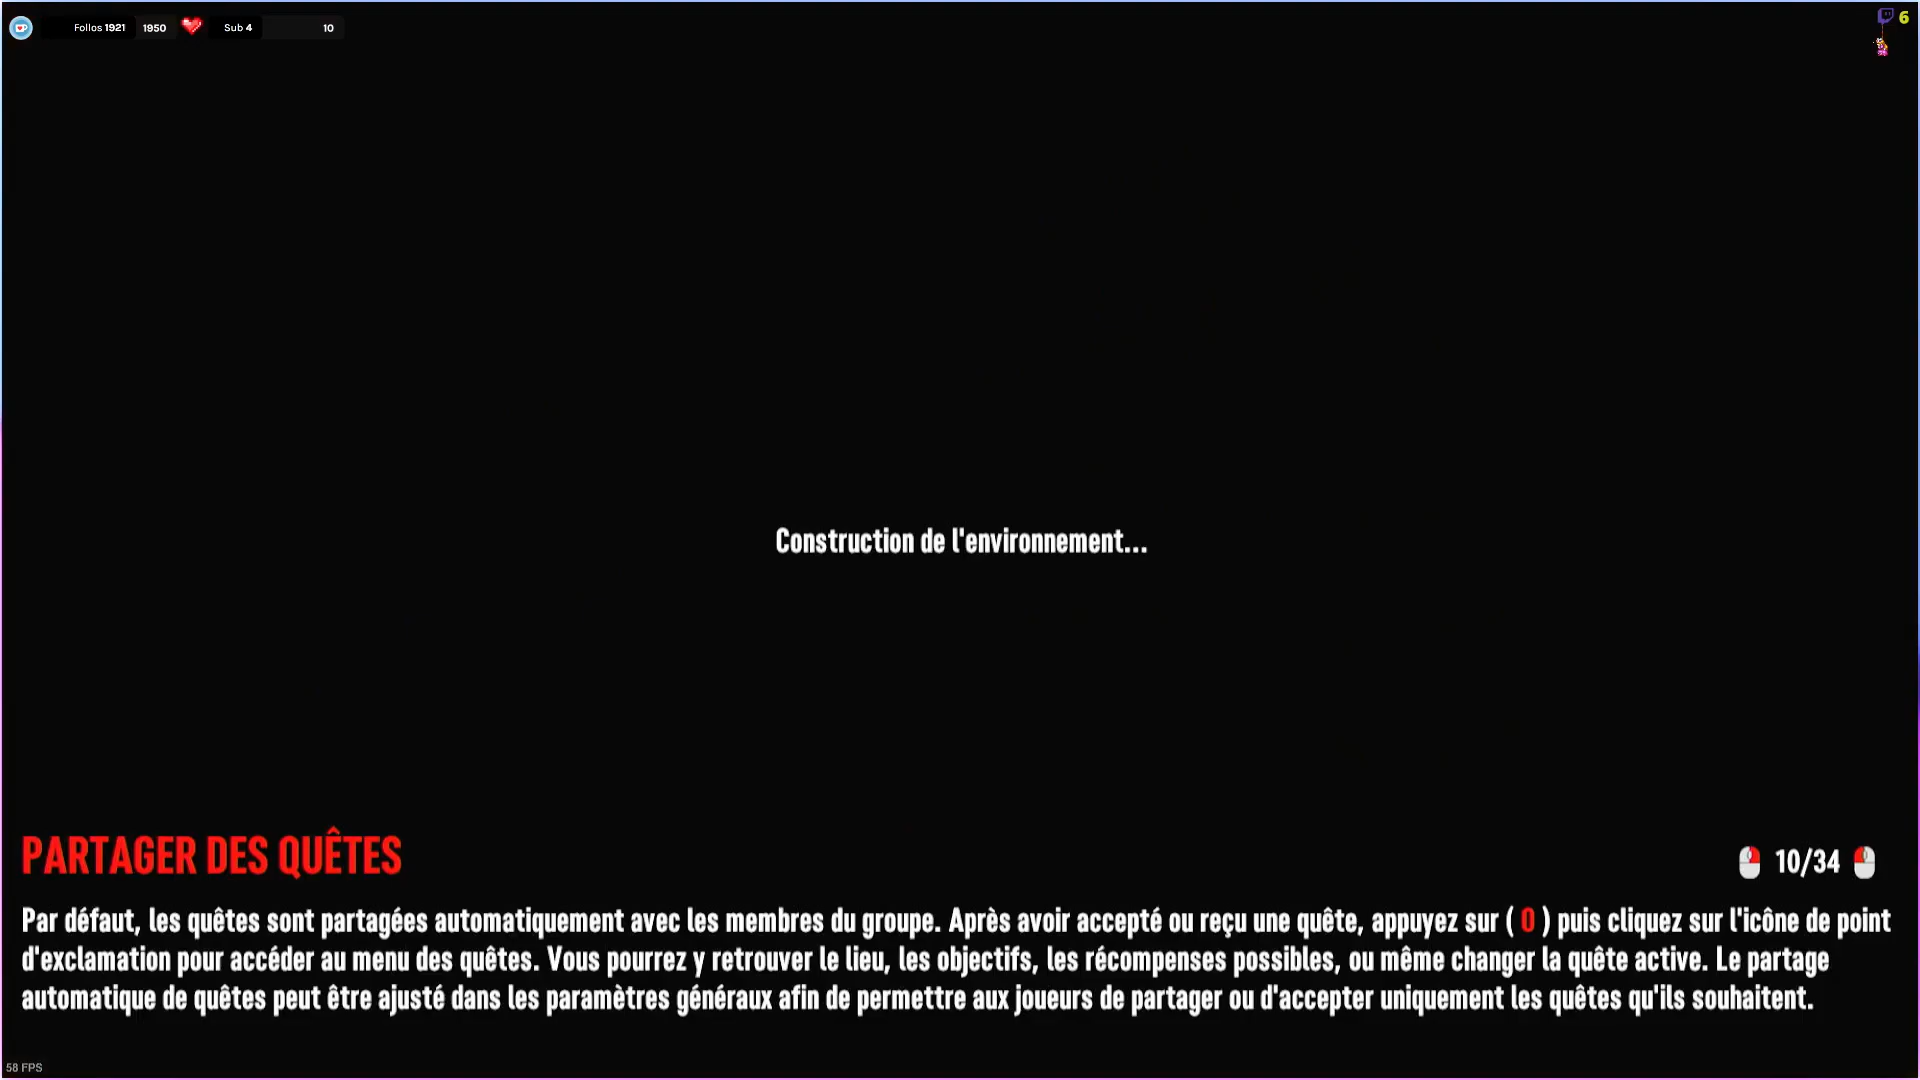 Follos 1921 1950 Sub 4 10
6
Construction de l'environnement...
PARTAGER DES QUÊTES
10/34
Par défaut, les quêtes sont partagées automatiquement avec les membres du groupe. Après avoir accepté ou reçu une quête, appuyez sur ( O ) puis cliquez sur l'icône de point
d'exclamation pour accéder au menu des quêtes. Vous pourrez y retrouver le lieu, les objectifs, les récompenses possibles, ou même changer la quête active. Le partage
automatique de quêtes peut être ajusté dans les paramètres généraux afin de permettre aux joueurs de partager ou d'accepter uniquement les quêtes qu'ils souhaitent.
58 FPS